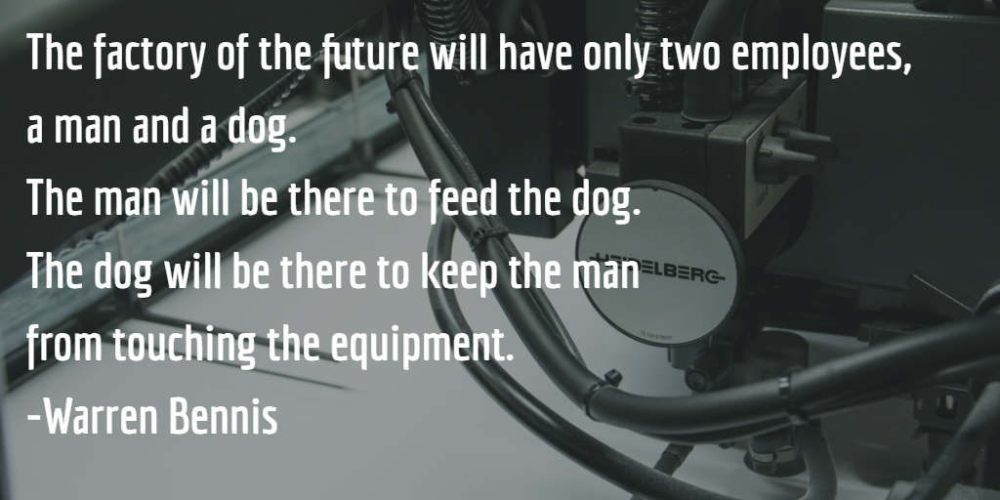 The factory of the future will have only two employees,
a man and a dog.
The man will be there to feed the dog.
The dog will be there to keep the man
from touching the equipment.
-Warren Bennis
HEIDELBERG